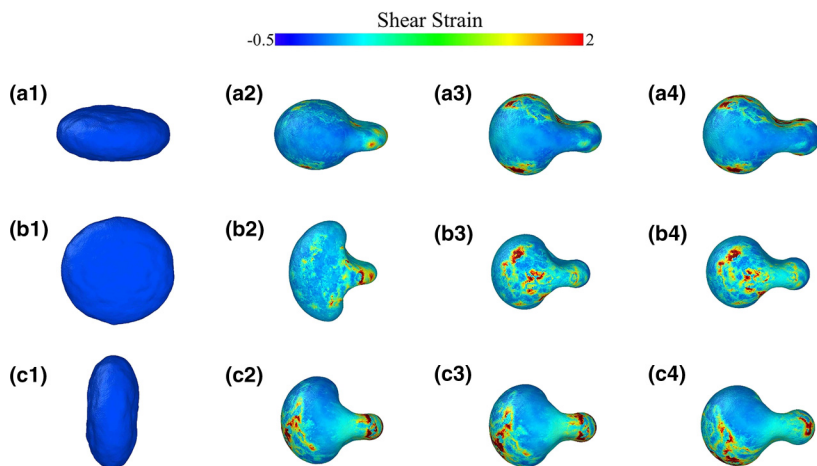 Shear Strain
-0.5 2
(a1) (a2) (a3) (a4)
(b1) (b2) (b3) (b4)
(c1) (c2) (c3) (c4)